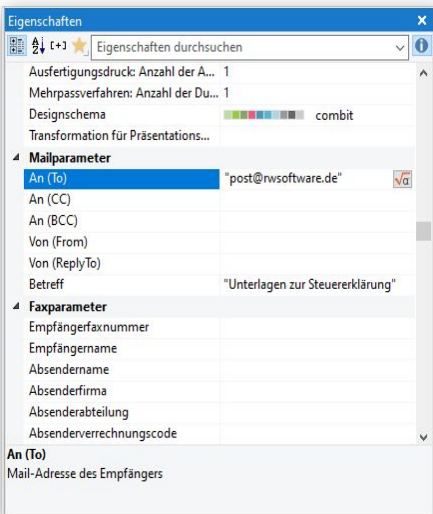 Eigenschaften
Eigenschaften durchsuchen
Ausfertigungsdruck: Anzahl der A... 1
Mehrpassverfahren: Anzahl der Du... 1
Designschema combit
Transformation für Präsentations...
Mailparameter
An (To) "post@rwsoftware.de"
An (CC)
An (BCC)
Von (From)
Von (ReplyTo)
Betreff "Unterlagen zur Steuererklärung"
Faxparameter
Empfängerfaxnummer
Empfängername
Absendername
Absenderfirma
Absenderabteilung
Absenderverrechnungscode
An (To)
Mail-Adresse des Empfängers